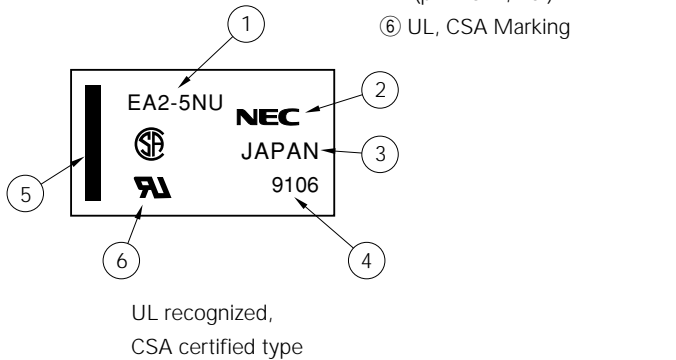 ⑥ UL, CSA Marking
1
EA2-5NU
NEC
2
JAPAN
3
5
9106
6
4
UL recognized,
CSA certified type